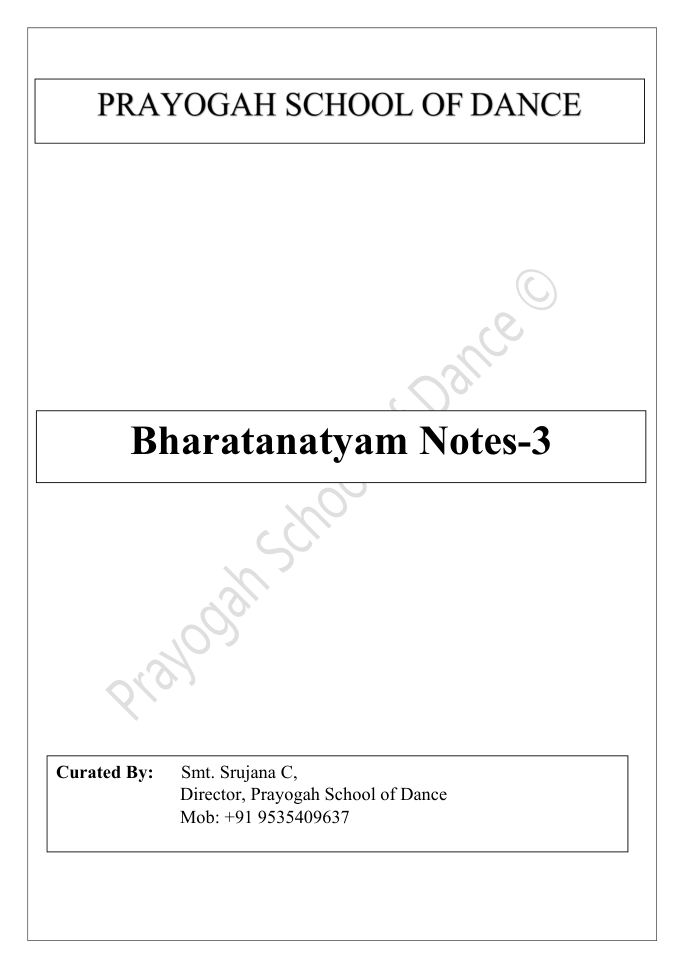 PRAYOGAH SCHOOL OF DANCE
Prayogah School of Dance ©
Bharatanatyam Notes-3
Curated By: Smt. Srujana C,
Director, Prayogah School of Dance
Mob: +91 9535409637